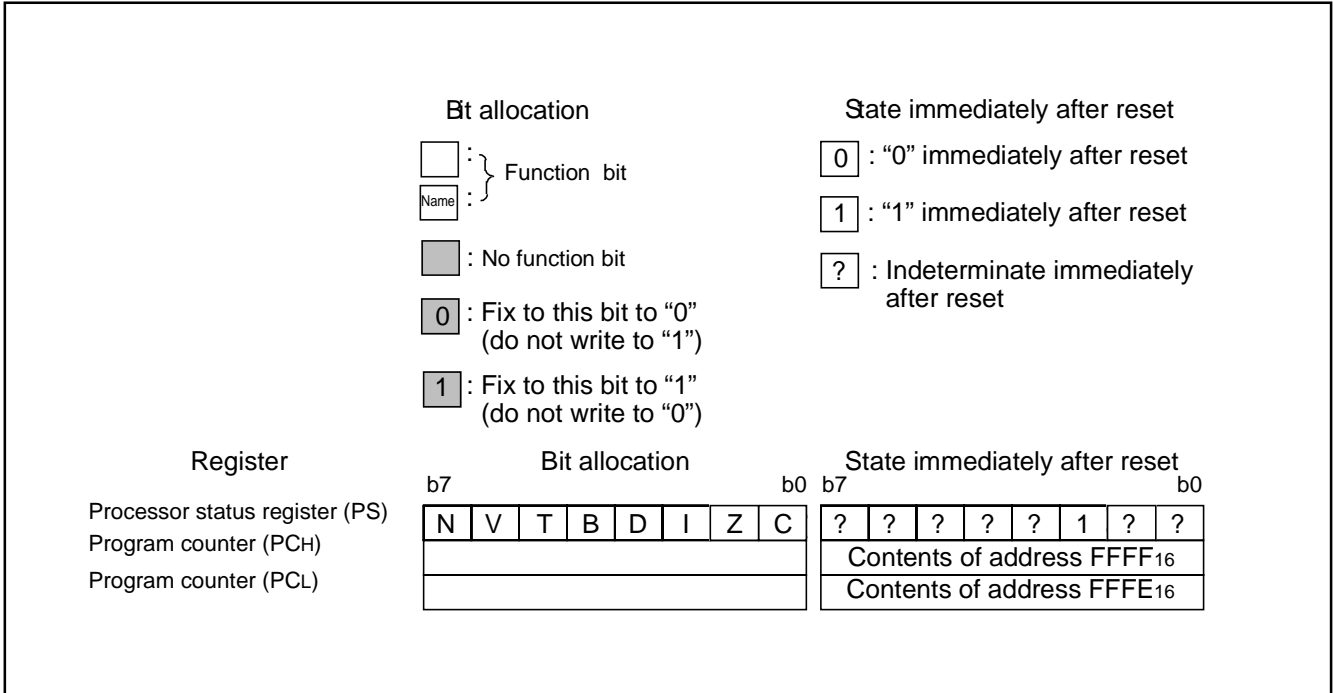 Bit allocation
:
Name : Function bit
: No function bit
0 : Fix to this bit to “0”
(do not write to “1”)
1 : Fix to this bit to “1”
(do not write to “0”)
State immediately after reset
0 : “0” immediately after reset
1 : “1” immediately after reset
? : Indeterminate immediately
after reset
Register Bit allocation State immediately after reset
b7 b0 b7 b0
Processor status register (PS) N V T B D I Z C ? ? ? ? ? 1 ? ?
Program counter (PCH) Contents of address FFFF16
Program counter (PCL) Contents of address FFFE16